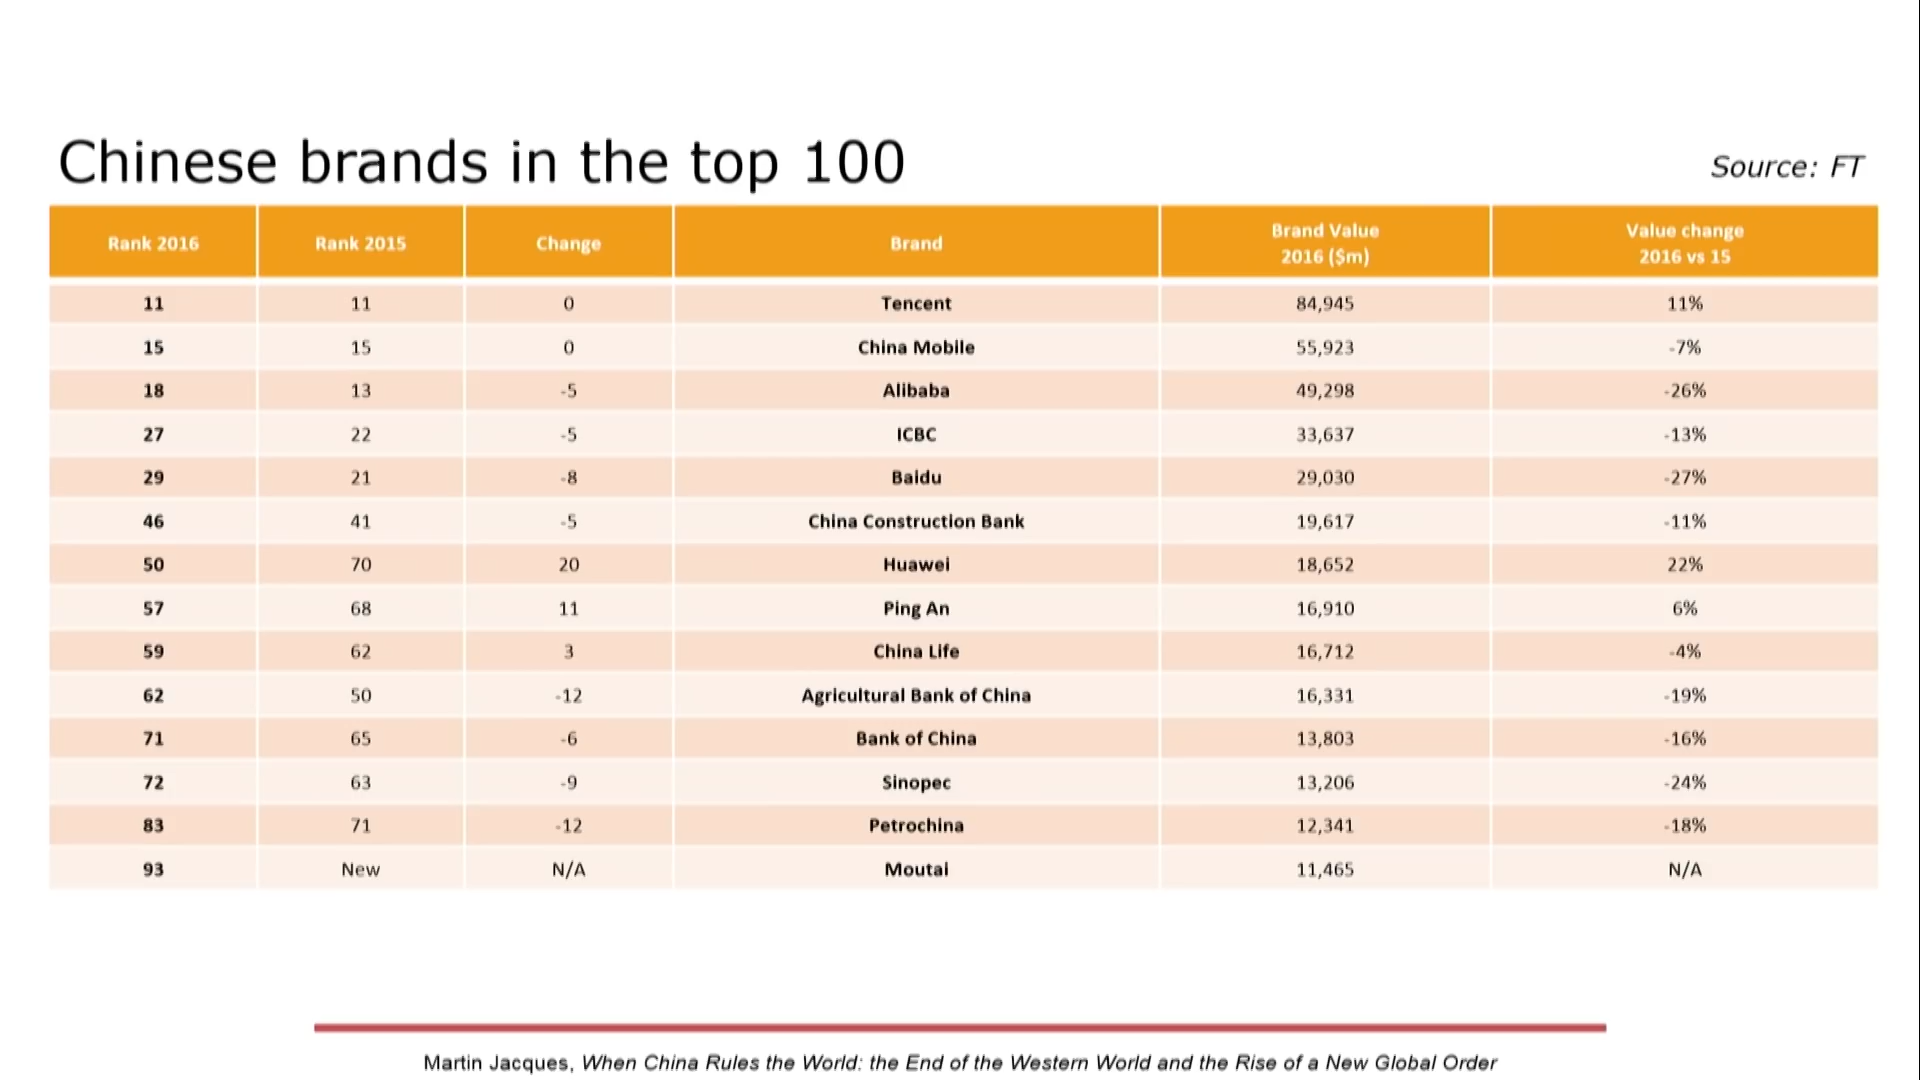 Chinese brands in the top 100
Source: FT
Rank 2016 Rank 2015 Change Brand Brand Value 2016 ($m) Value change 2016 vs 15
11 11 0 Tencent 84,945 11%
15 15 0 China Mobile 55,923 -7%
18 13 -5 Alibaba 49,298 -26%
27 22 -5 ICBC 33,637 -13%
29 21 -8 Baidu 29,030 -27%
46 41 -5 China Construction Bank 19,617 -11%
50 70 20 Huawei 18,652 22%
57 68 11 Ping An 16,910 6%
59 62 3 China Life 16,712 -4%
62 50 -12 Agricultural Bank of China 16,331 -19%
71 65 -6 Bank of China 13,803 -16%
72 63 -9 Sinopec 13,206 -24%
83 71 -12 Petrochina 12,341 -18%
93 New N/A Moutai 11,465 N/A
Martin Jacques, When China Rules the World: the End of the Western World and the Rise of a New Global Order